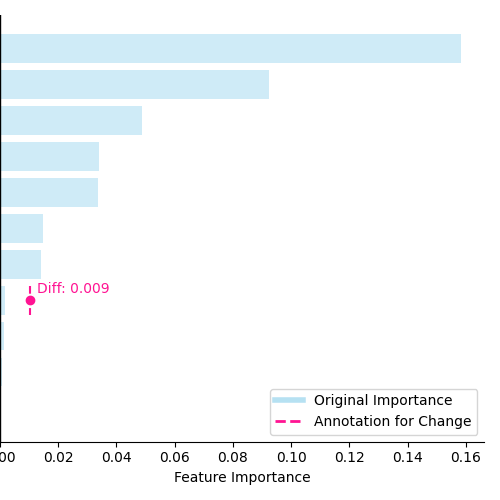 Diff: 0.009
Original Importance
Annotation for Change
00 0.02 0.04 0.06 0.08 0.10 0.12 0.14 0.16
Feature Importance